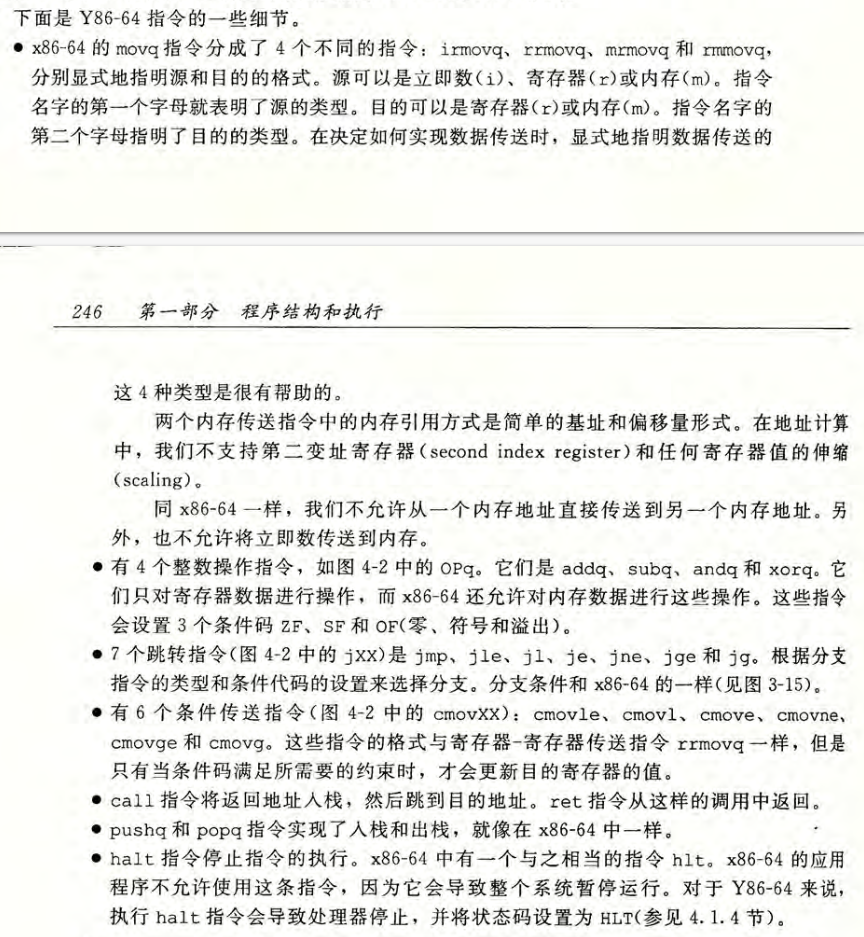 下面是 Y86-64 指令的一些细节。
● x86-64 的 movq 指令分成了 4 个不同的指令：irmovq、rrmovq、mrmovq 和 rmmovq，
分别显式地指明源和目的的格式。源可以是立即数(i)、寄存器(r)或内存(m)。指令
名字的第一个字母就表明了源的类型。目的可以是寄存器(r)或内存(m)。指令名字的
第二个字母指明了目的的类型。在决定如何实现数据传送时，显式地指明数据传送的
246 第一部分 程序结构和执行
这 4 种类型是很有帮助的。
两个内存传送指令中的内存引用方式是简单的基址和偏移量形式。在地址计算
中，我们不支持第二变址寄存器(second index register)和任何寄存器值的伸缩
(scaling)。
同 x86-64 一样，我们不允许从一个内存地址直接传送到另一个内存地址。另
外，也不允许将立即数传送到内存。
● 有 4 个整数操作指令，如图 4-2 中的 OPq。它们是 addq、subq、andq 和 xorq。它
们只对寄存器数据进行操作，而 x86-64 还允许对内存数据进行这些操作。这些指令
会设置 3 个条件码 ZF、SF 和 OF(零、符号和溢出)。
● 7 个跳转指令(图 4-2 中的 jXX)是 jmp、jle、jl、je、jne、jge 和 jg。根据分支
指令的类型和条件代码的设置来选择分支。分支条件和 x86-64 的一样(见图 3-15)。
● 有 6 个条件传送指令(图 4-2 中的 cmovXX)：cmovle、cmovl、cmove、cmovne、
cmovge 和 cmovg。这些指令的格式与寄存器-寄存器传送指令 rrmovq 一样，但是
只有当条件码满足所需要的约束时，才会更新目的寄存器的值。
● call 指令将返回地址入栈，然后跳到目的地址。ret 指令从这样的调用中返回。
● pushq 和 popq 指令实现了入栈和出栈，就像在 x86-64 中一样。
● halt 指令停止指令的执行。x86-64 中有一个与之相当的指令 hlt。x86-64 的应用
程序不允许使用这条指令，因为它会导致整个系统暂停运行。对于 Y86-64 来说，
执行 halt 指令会导致处理器停止，并将状态码设置为 HLT(参见 4.1.4 节)。